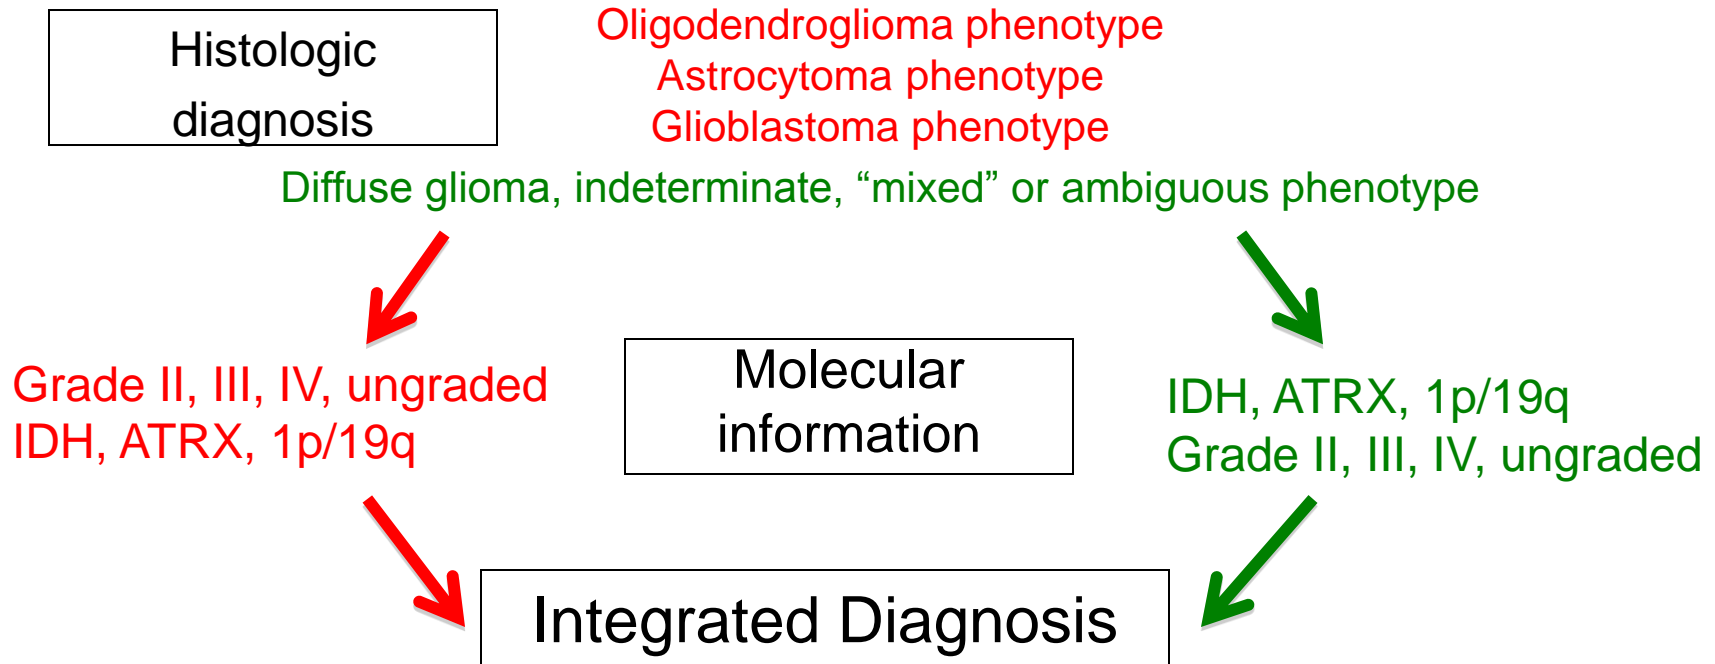 Histologic
diagnosis
Oligodendroglioma phenotype
Astrocytoma phenotype
Glioblastoma phenotype
Diffuse glioma, indeterminate, “mixed” or ambiguous phenotype
Grade II, III, IV, ungraded
IDH, ATRX, 1p/19q
Molecular
information
IDH, ATRX, 1p/19q
Grade II, III, IV, ungraded
Integrated Diagnosis